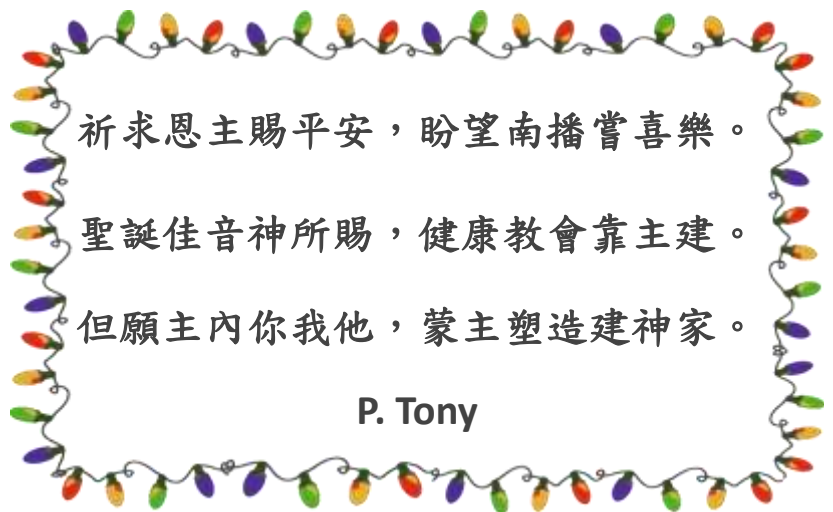 祈求恩主賜平安，盼望南播嘗喜樂。
聖誕佳音神所賜，健康教會靠主建。
但願主內你我他，蒙主塑造建神家。
P. Tony